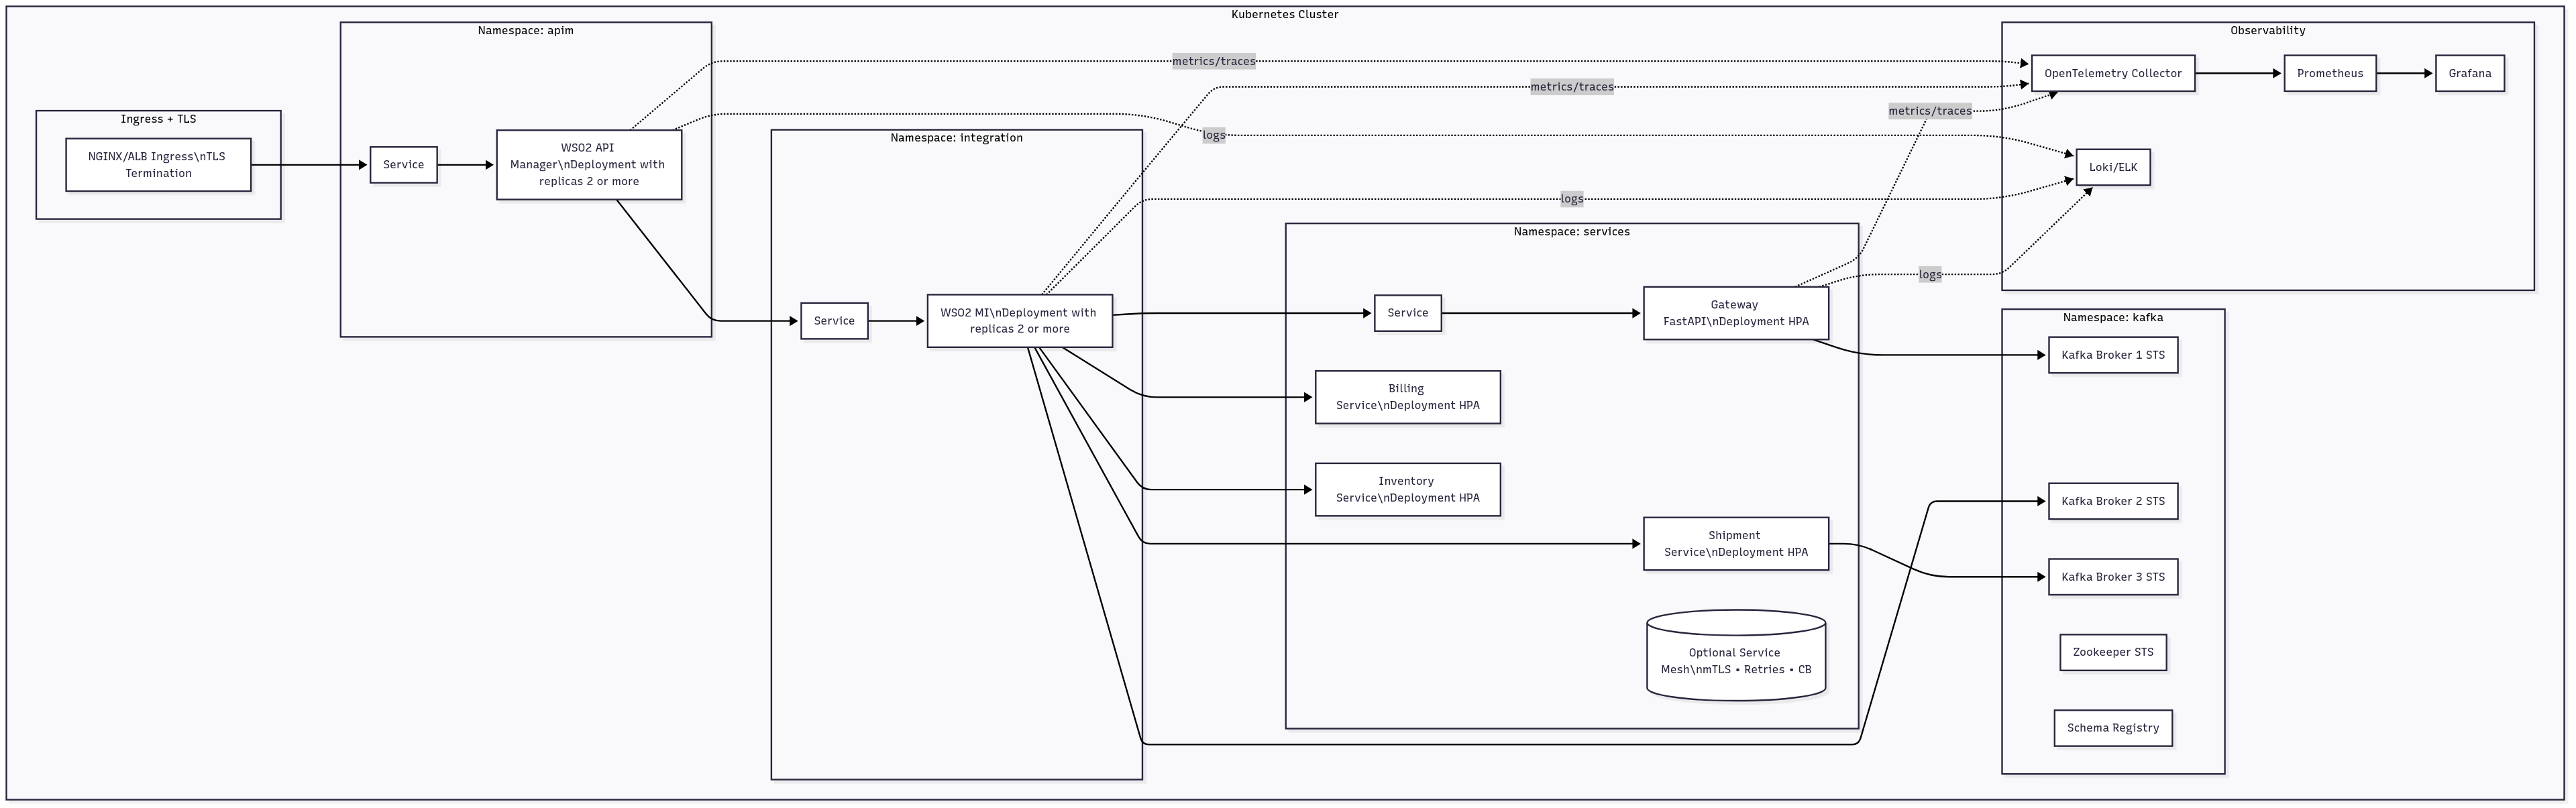 Kubernetes Cluster
Ingress + TLS
NGINX/ALB Ingress\nTLS
Termination
Namespace: apim
Service
WSO2 API
Manager\nDeployment with
replicas 2 or more
Namespace: integration
Service
WSO2 MI\nDeployment with
replicas 2 or more
metrics/traces
logs
metrics/traces
logs
metrics/traces
logs
Namespace: services
Service
Gateway
FastAPI\nDeployment HPA
Billing
Service\nDeployment HPA
Inventory
Service\nDeployment HPA
Shipment
Service\nDeployment HPA
Optional Service
Mesh\nmTLS • Retries • CB
Observability
OpenTelemetry Collector
Prometheus
Grafana
Loki/ELK
Namespace: kafka
Kafka Broker 1 STS
Kafka Broker 2 STS
Kafka Broker 3 STS
Zookeeper STS
Schema Registry